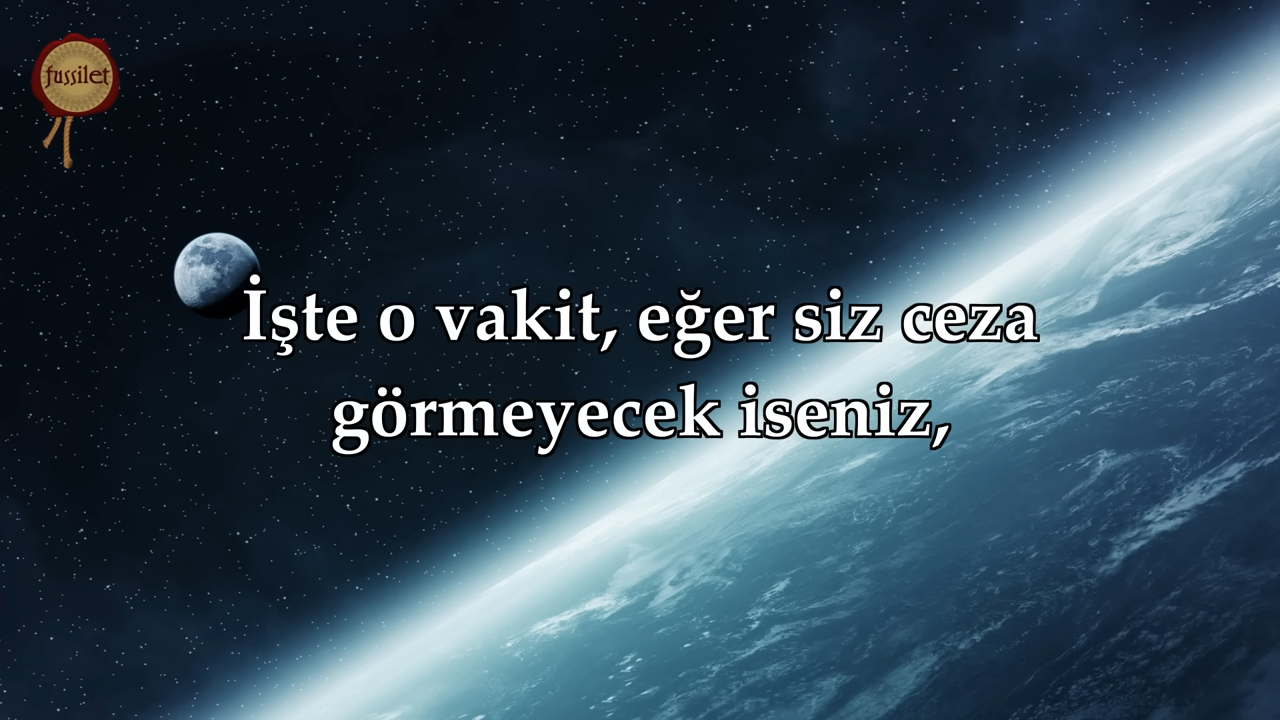 fussilet
İşte o vakit, eğer siz ceza
görmeyecek iseniz,